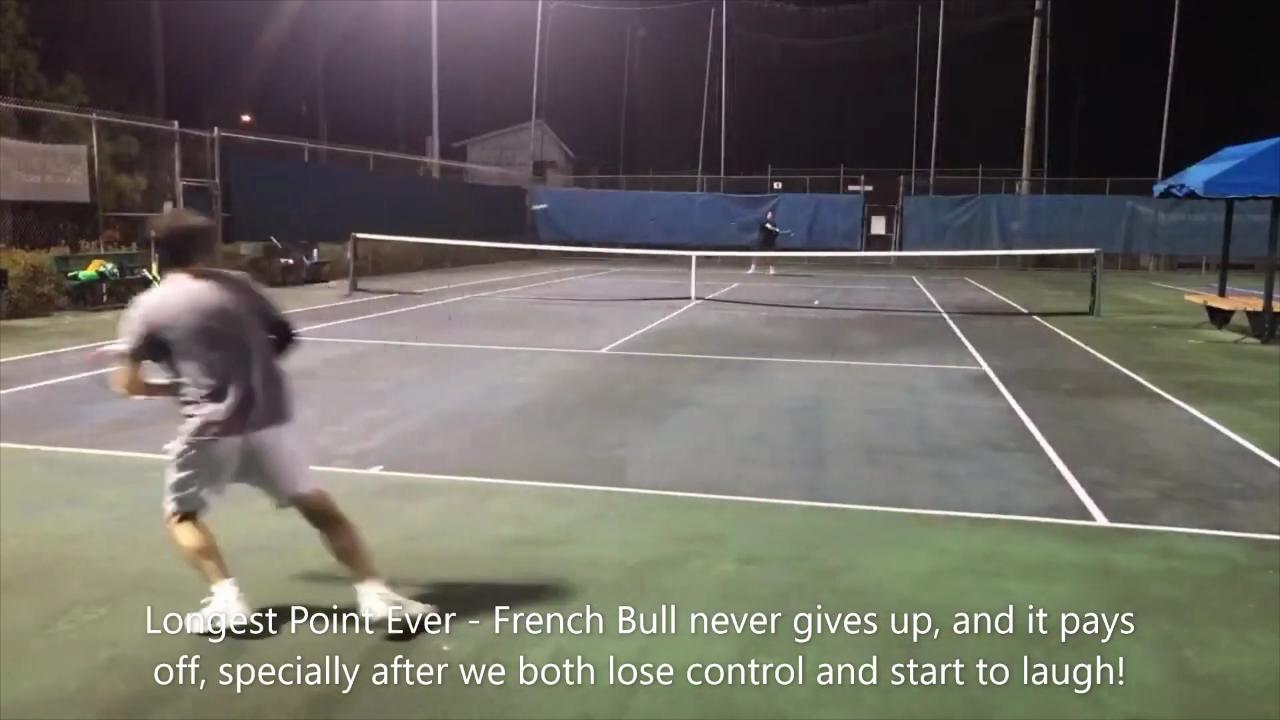 Longest Point Ever - French Bull never gives up, and it pays
off, specially after we both lose control and start to laugh!